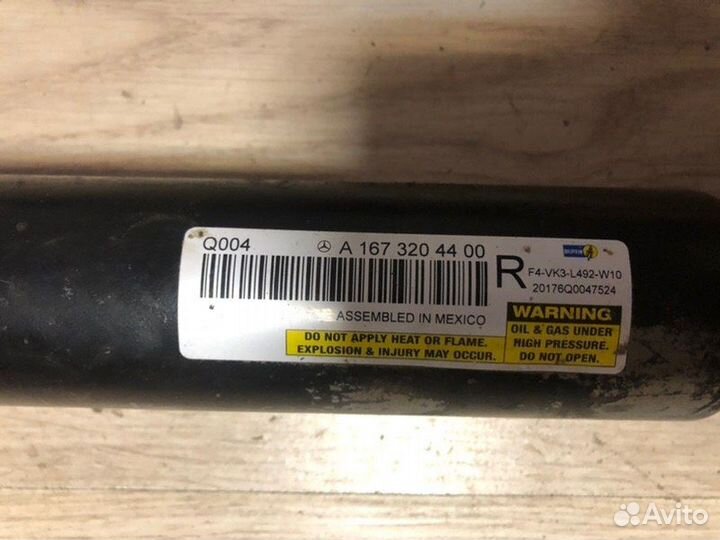 Q004
A 167 320 44 00
R
BILSTEIN
F4-VK3-L492-W10
20176Q0047524
ASSEMBLED IN MEXICO
DO NOT APPLY HEAT OR FLAME.
EXPLOSION & INJURY MAY OCCUR.
WARNING
OIL & GAS UNDER
HIGH PRESSURE.
DO NOT OPEN.
Avito